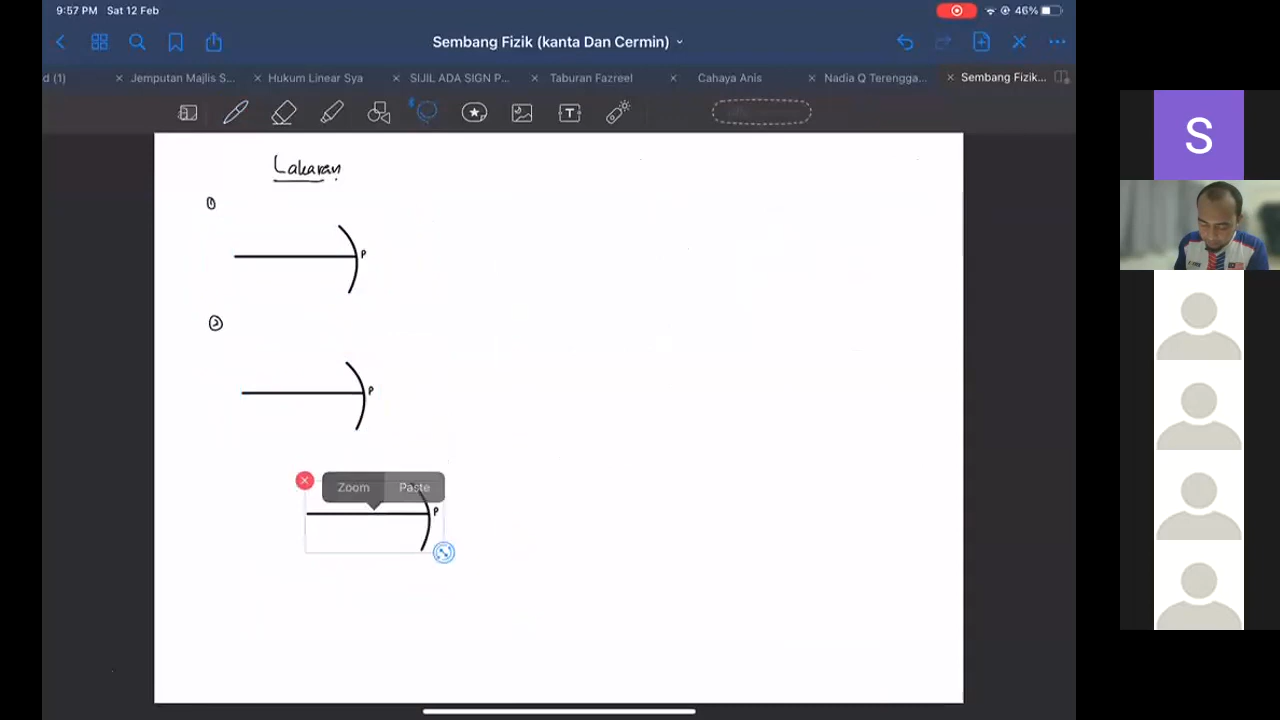 9:57 PM Sat 12 Feb
46%
Sembang Fizik (kanta Dan Cermin)
d (1)
Jemputan Majlis S...
Hukum Linear Sya
SIJIL ADA SIGN P...
Taburan Fazreel
Cahaya Anis
Nadia Q Terengga...
Sembang Fizik...
T
Lakaran
①
P
②
P
Zoom
Paste
P
S